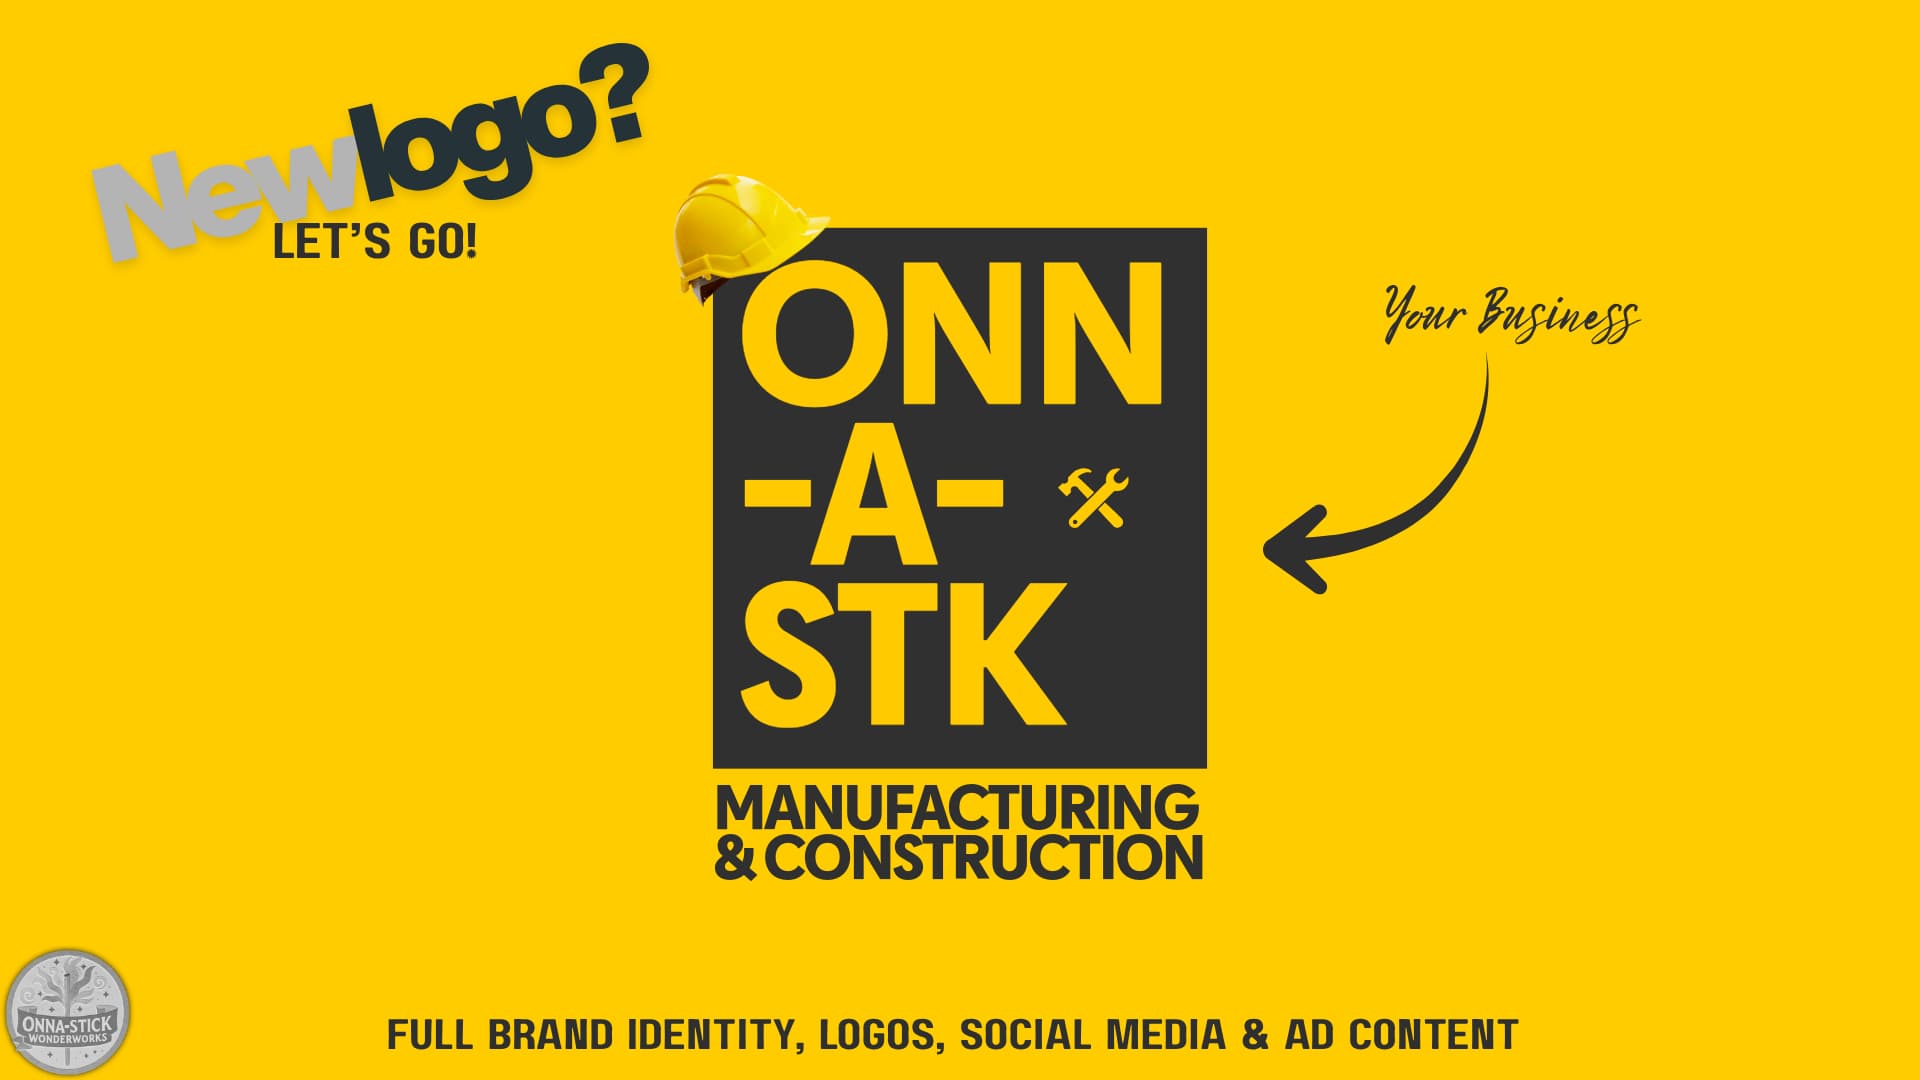 Newlogo?
LET'S GO!
ONN
-A-
STK
MANUFACTURING
& CONSTRUCTION
Your Business
ONNA-STICK
WONDERWORKS
FULL BRAND IDENTITY, LOGOS, SOCIAL MEDIA & AD CONTENT